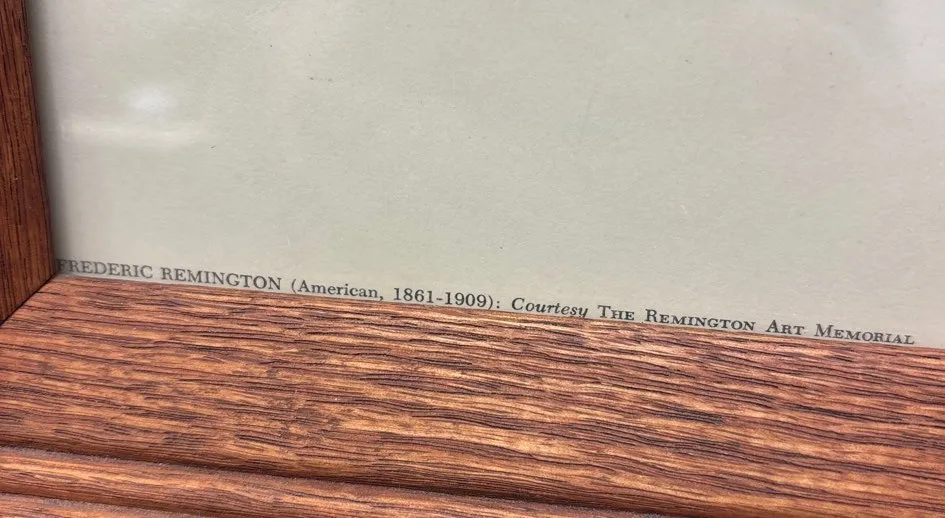 FREDERIC REMINGTON (American, 1861-1909): Courtesy THE REMINGTON ART MEMORIAL